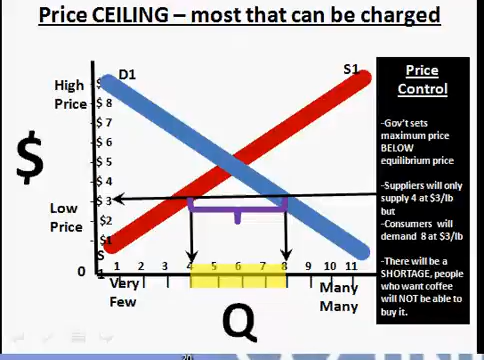 Price CEILING – most that can be charged
D1
S1
High
Price
$
$ 8
$ 7
$ 6
$ 5
$ 4
$ 3
$2
$1
Low
Price
0
1 2 3 4 5 6 7 8 9 10 11
Very
Few
Many
Many
Q
Price
Control
-Gov't sets
maximum price
BELOW
equilibrium price
-Suppliers will only
supply 4 at $3/lb
but
-Consumers will
demand 8 at $3/lb
-There will be a
SHORTAGE, people
who want coffee
will NOT be able to
buy it.